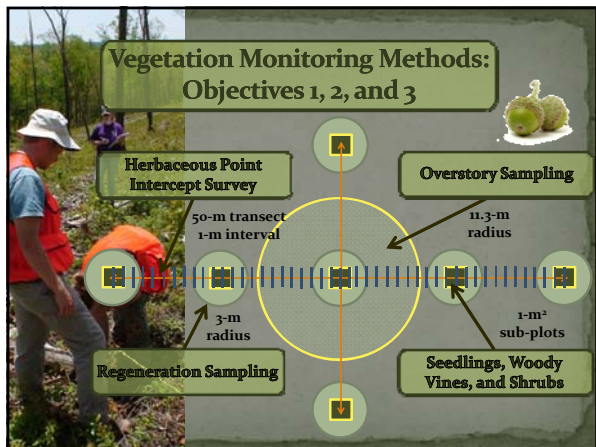 Vegetation Monitoring Methods:
Objectives 1, 2, and 3
Herbaceous Point
Intercept Survey
Overstory Sampling
50-m transect
1-m interval
11.3-m
radius
3-m
radius
1-m²
sub-plots
Regeneration Sampling
Seedlings, Woody
Vines, and Shrubs